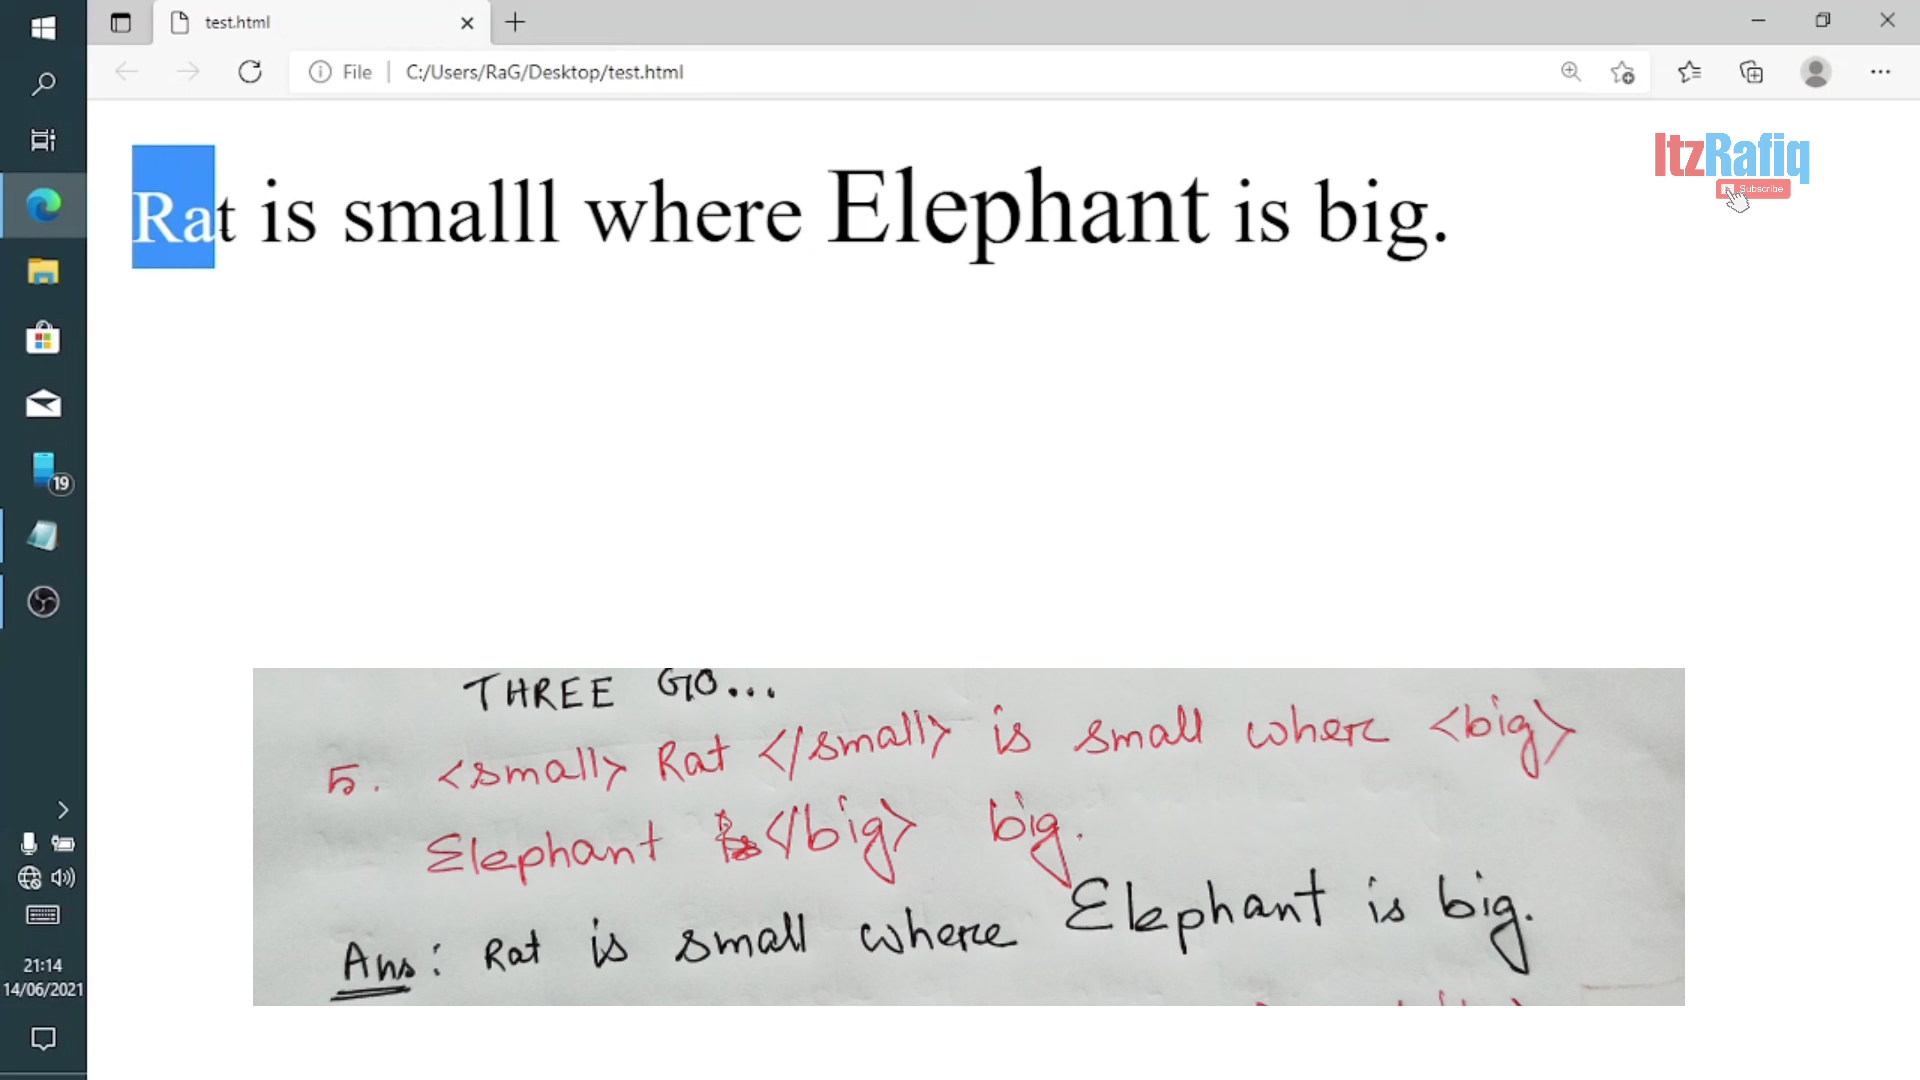 test.html
File
C:/Users/RaG/Desktop/test.html
ItzRafiq
Subscribe
Rat is smalll where Elephant is big.
19
THREE GO...
5. <small> Rat </small> is small where <big>
Elephant </big> big.
Ans: Rat is small where Elephant is big.
21:14
14/06/2021